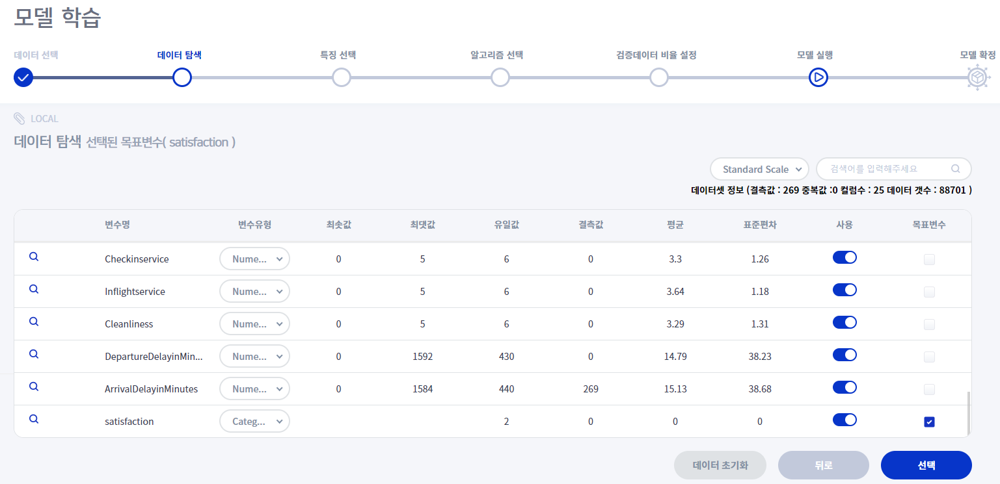 모델 학습
데이터 선택 데이터 탐색 특징 선택 알고리즘 선택 검증데이터 비율 설정 모델 실행 모델 확정
LOCAL
데이터 탐색 선택된 목표변수( satisfaction )
Standard Scale 검색어를 입력해주세요
데이터셋 정보 (결측값 : 269 중복값 :0 컬럼수 : 25 데이터 갯수 : 88701 )
변수명 변수유형 최솟값 최댓값 유일값 결측값 평균 표준편차 사용 목표변수
Checkinservice Nume... 0 5 6 0 3.3 1.26
Inflightservice Nume... 0 5 6 0 3.64 1.18
Cleanliness Nume... 0 5 6 0 3.29 1.31
DepartureDelayinMin... Nume... 0 1592 430 0 14.79 38.23
ArrivalDelayinMinutes Nume... 0 1584 440 269 15.13 38.68
satisfaction Categ... 2 0 0 0
데이터 초기화 뒤로 선택